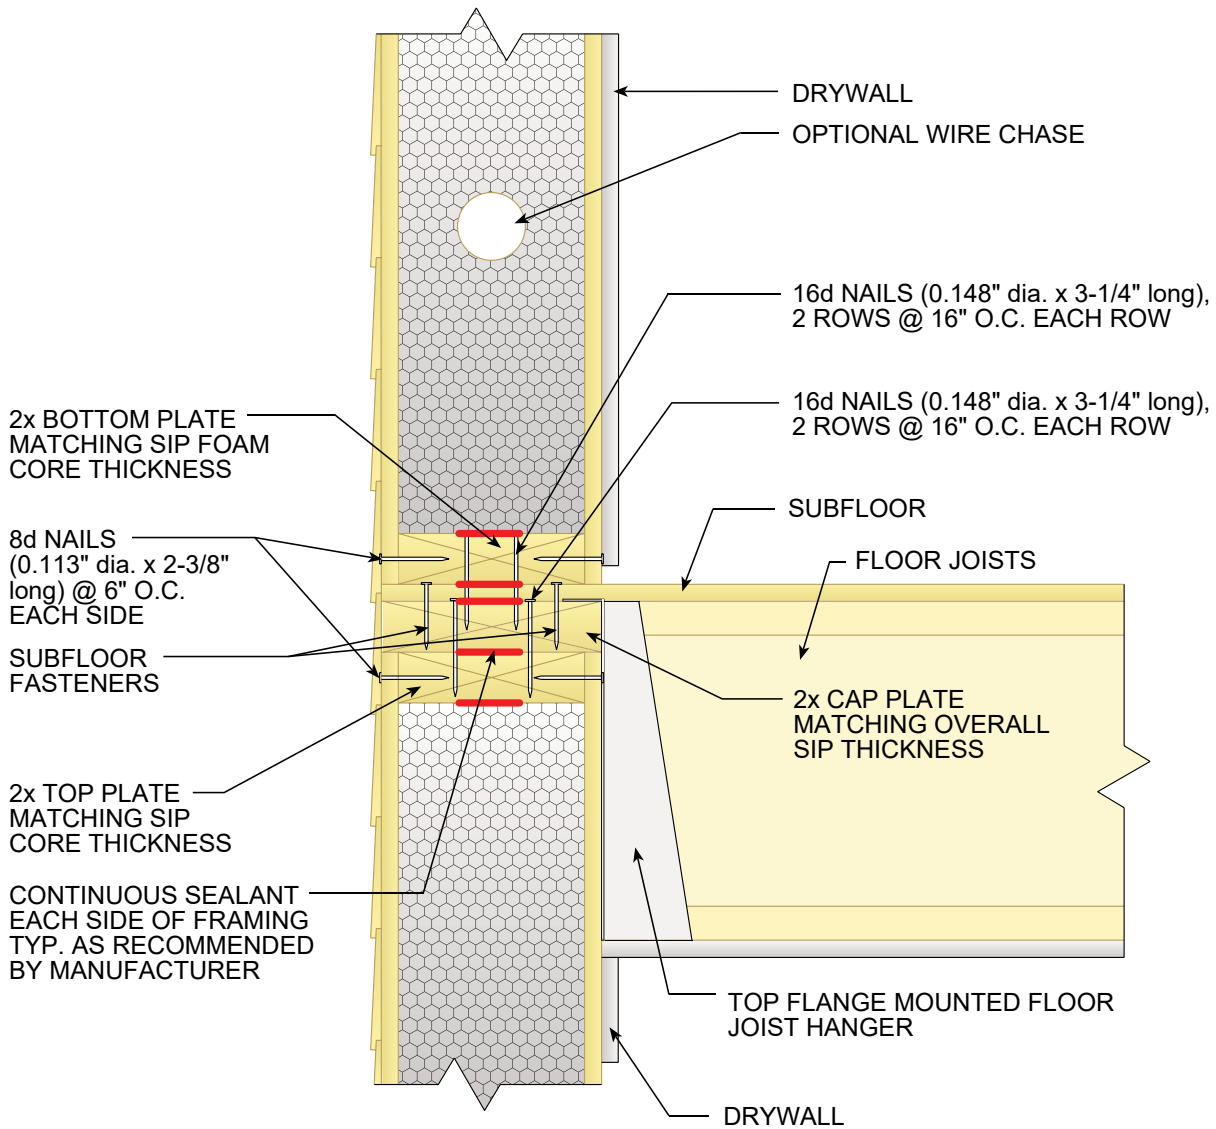 DRYWALL
OPTIONAL WIRE CHASE
16d NAILS (0.148" dia. x 3-1/4" long),
2 ROWS @ 16" O.C. EACH ROW
16d NAILS (0.148" dia. x 3-1/4" long),
2 ROWS @ 16" O.C. EACH ROW
2x BOTTOM PLATE
MATCHING SIP FOAM
CORE THICKNESS
SUBFLOOR
8d NAILS
(0.113" dia. x 2-3/8"
long) @ 6" O.C.
EACH SIDE
FLOOR JOISTS
SUBFLOOR
FASTENERS
2x CAP PLATE
MATCHING OVERALL
SIP THICKNESS
2x TOP PLATE
MATCHING SIP
CORE THICKNESS
CONTINUOUS SEALANT
EACH SIDE OF FRAMING
TYP. AS RECOMMENDED
BY MANUFACTURER
TOP FLANGE MOUNTED FLOOR
JOIST HANGER
DRYWALL